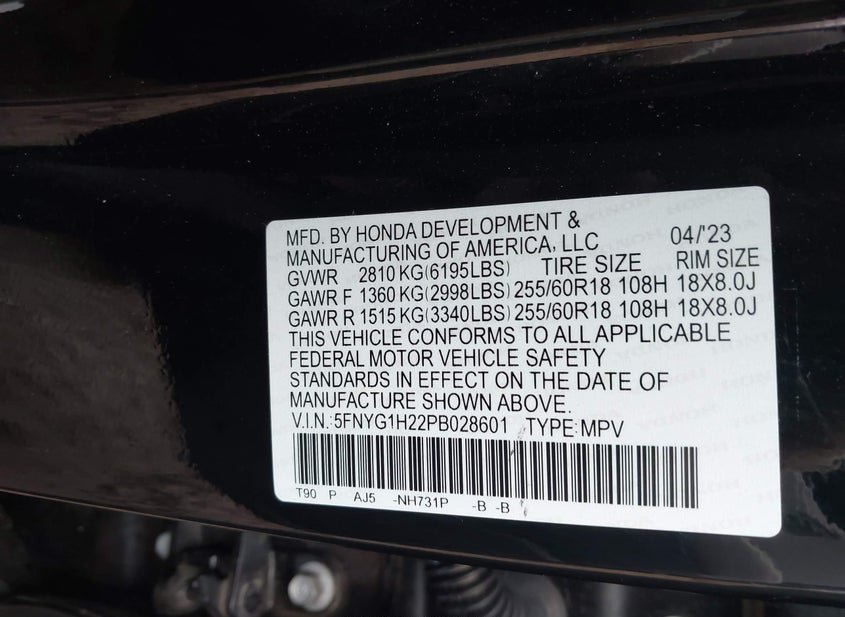 MFD. BY HONDA DEVELOPMENT &
MANUFACTURING OF AMERICA, LLC 04/'23
GVWR 2810 KG(6195LBS) TIRE SIZE RIM SIZE
GAWR F 1360 KG(2998LBS) 255/60R18 108H 18X8.0J
GAWR R 1515 KG(3340LBS) 255/60R18 108H 18X8.0J
THIS VEHICLE CONFORMS TO ALL APPLICABLE
FEDERAL MOTOR VEHICLE SAFETY
STANDARDS IN EFFECT ON THE DATE OF
MANUFACTURE SHOWN ABOVE.
V.I.N.:5FNYG1H22PB028601 TYPE:MPV
T90 P AJ5 -NH731P -B -B